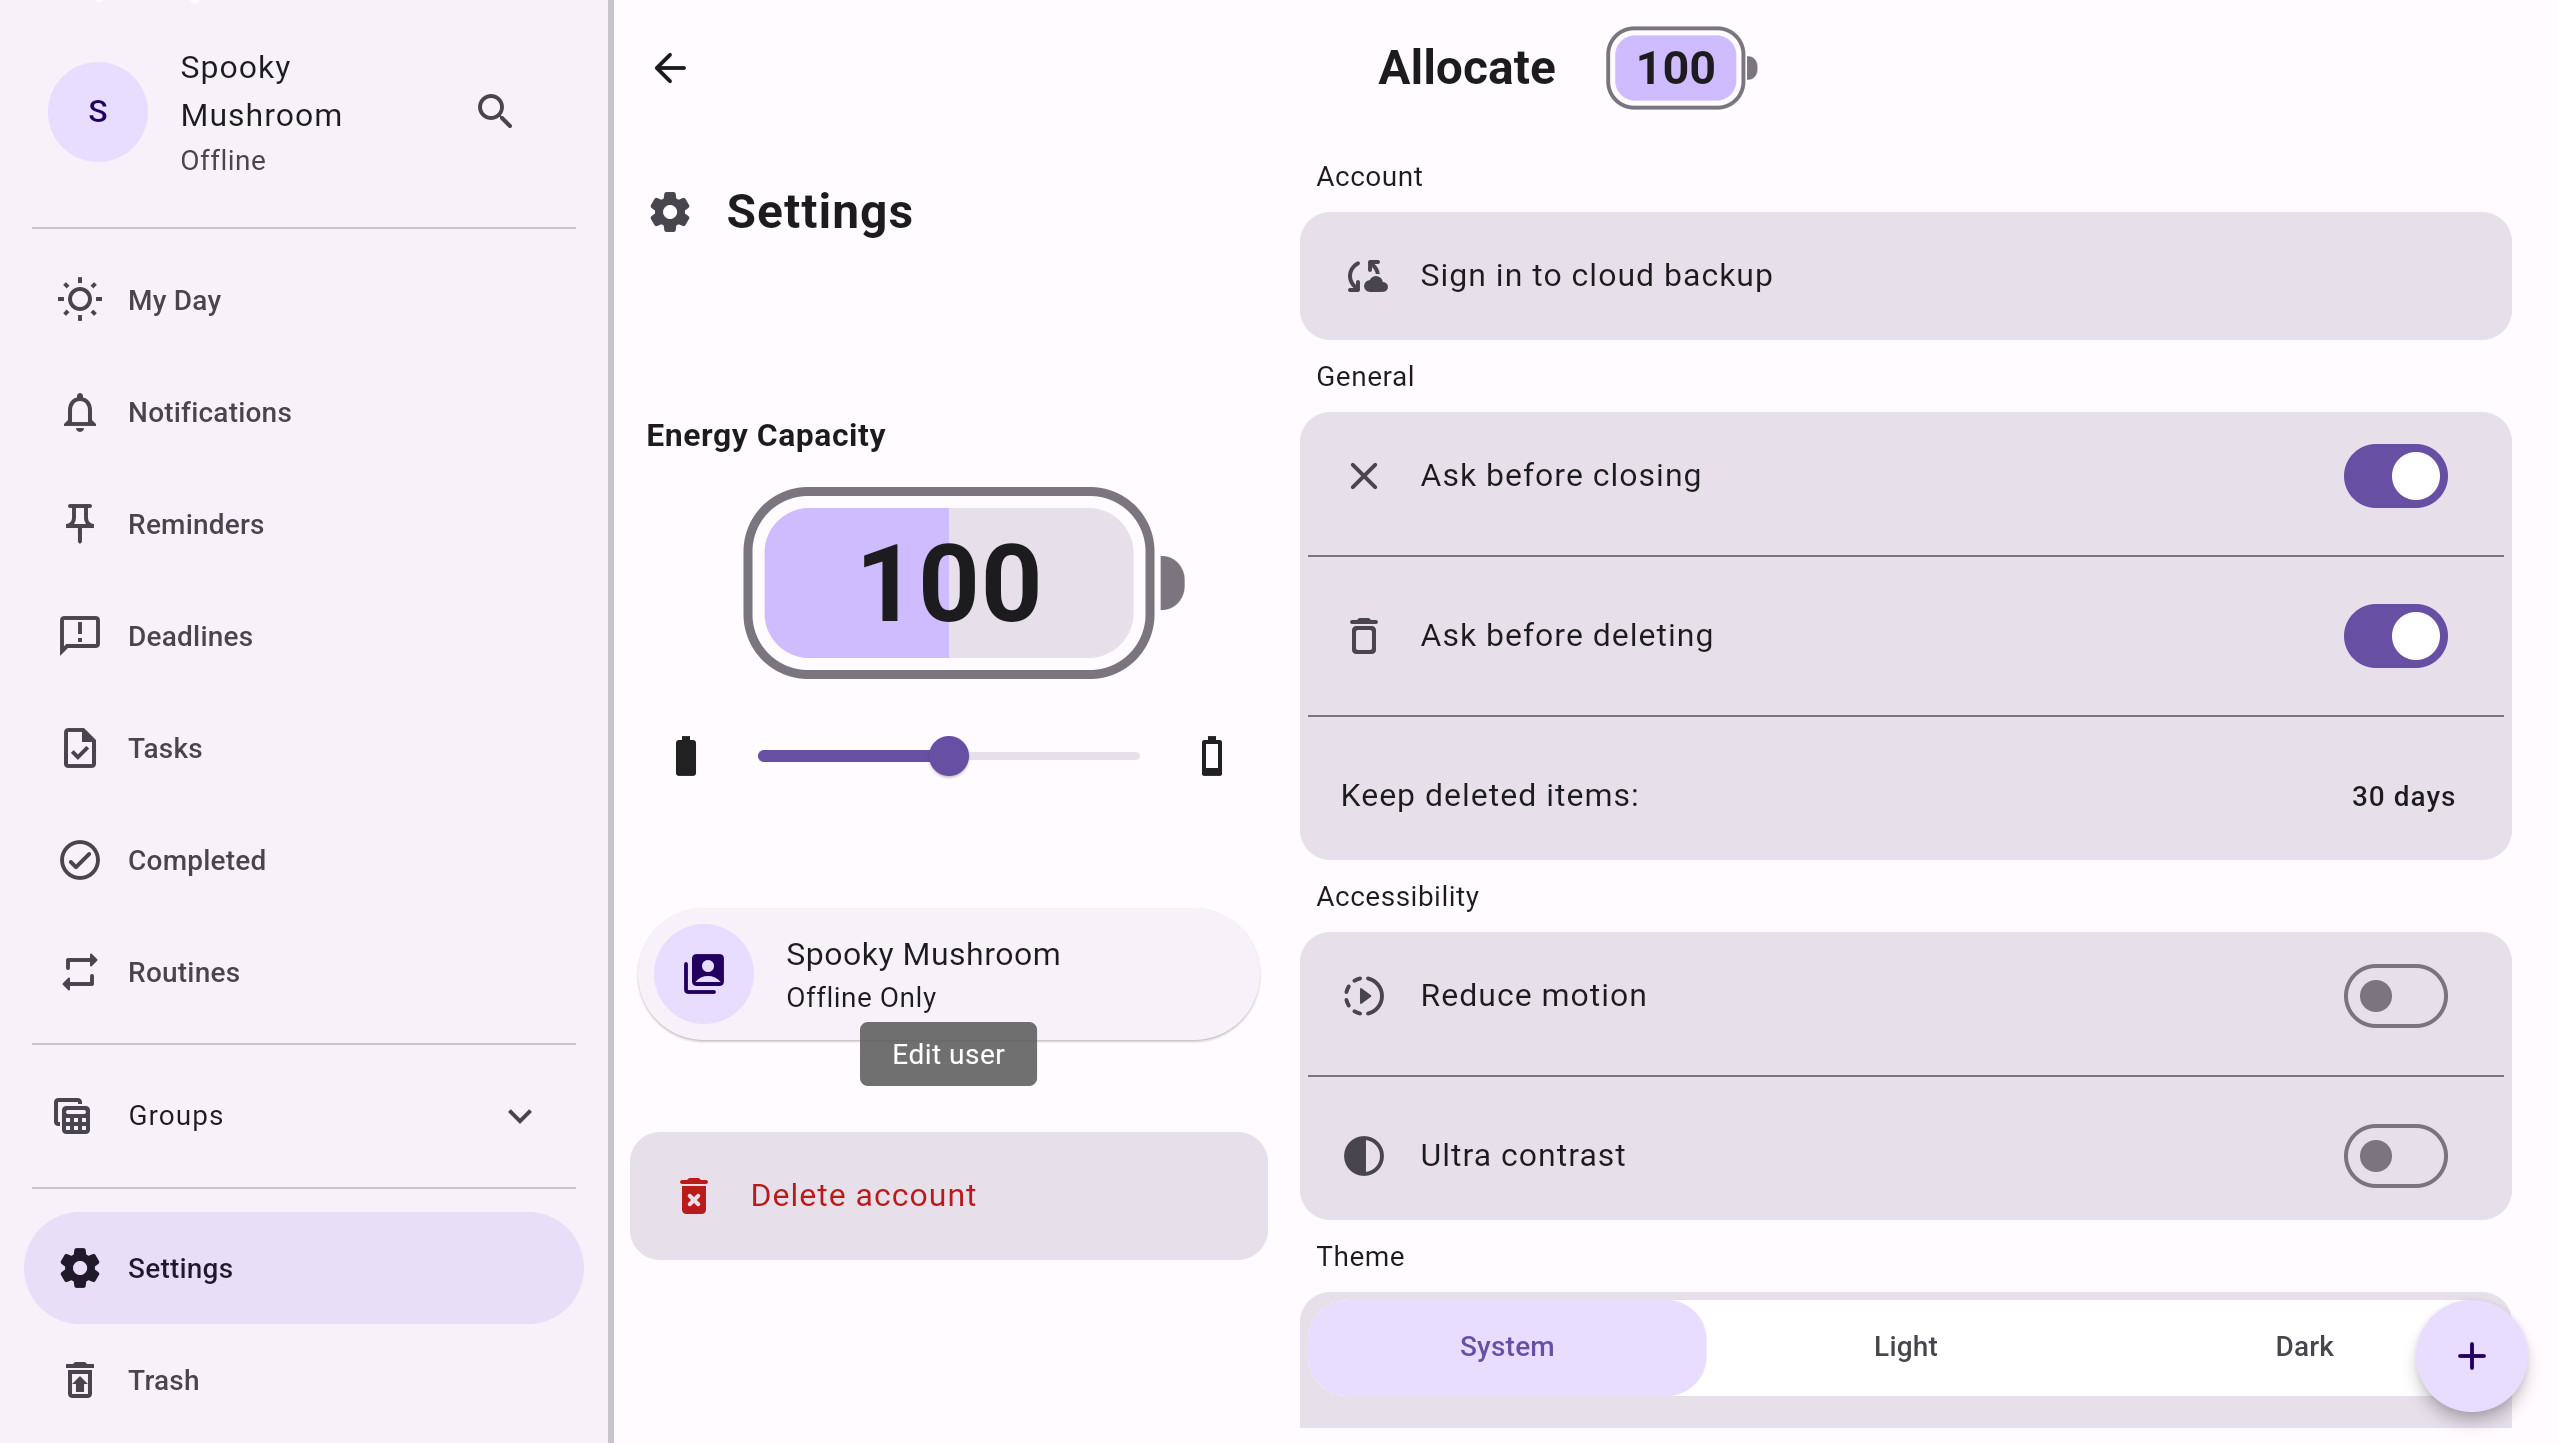 S
Spooky
Mushroom
Offline
My Day
Notifications
Reminders
Deadlines
Tasks
Completed
Routines
Groups
Settings
Trash
Settings
Energy Capacity
100
Spooky Mushroom
Offline Only
Edit user
Delete account
Allocate
100
Account
Sign in to cloud backup
General
Ask before closing
Ask before deleting
Keep deleted items:
30 days
Accessibility
Reduce motion
Ultra contrast
Theme
System
Light
Dark